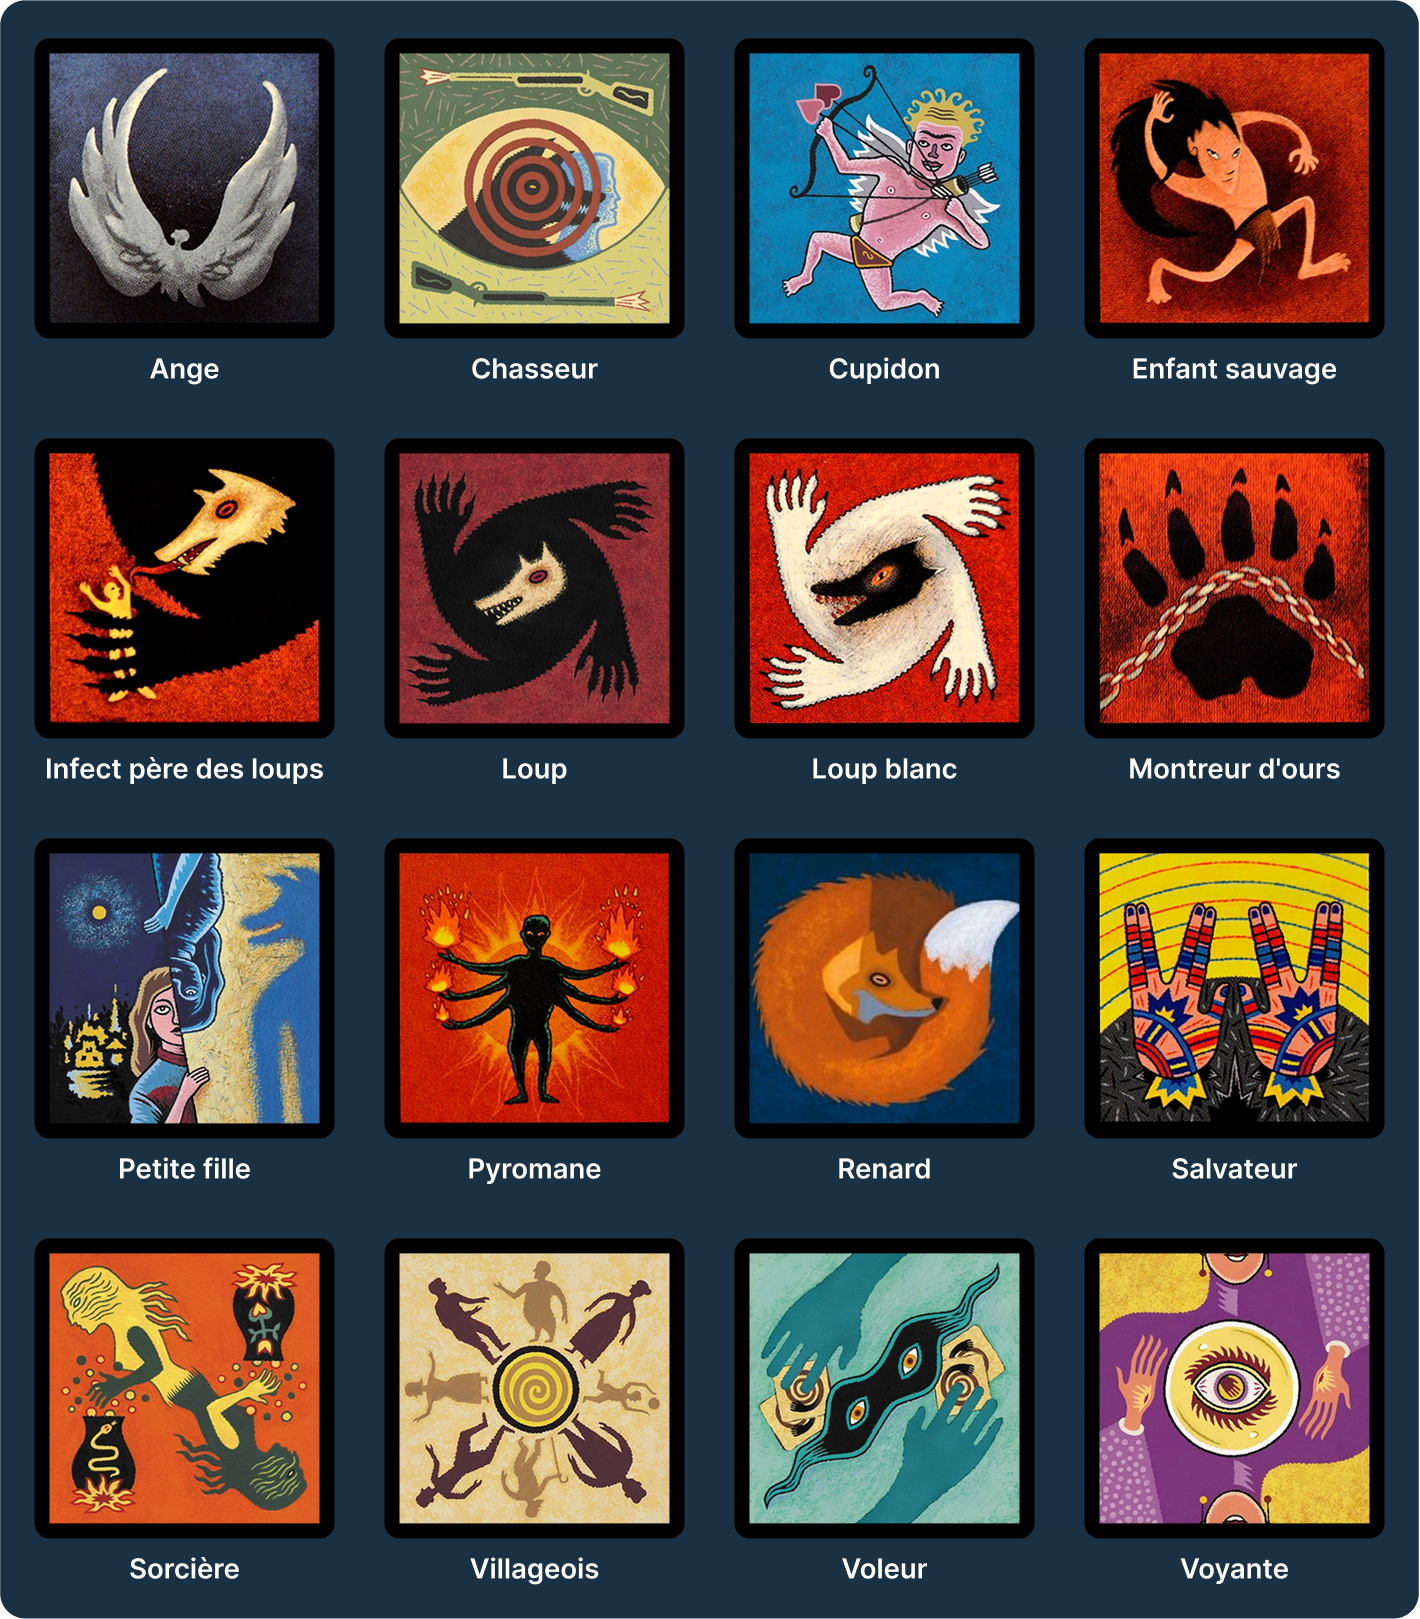 Ange
Chasseur
Cupidon
Enfant sauvage
Infect père des loups
Loup
Loup blanc
Montreur d'ours
Petite fille
Pyromane
Renard
Salvateur
Sorcière
Villageois
Voleur
Voyante